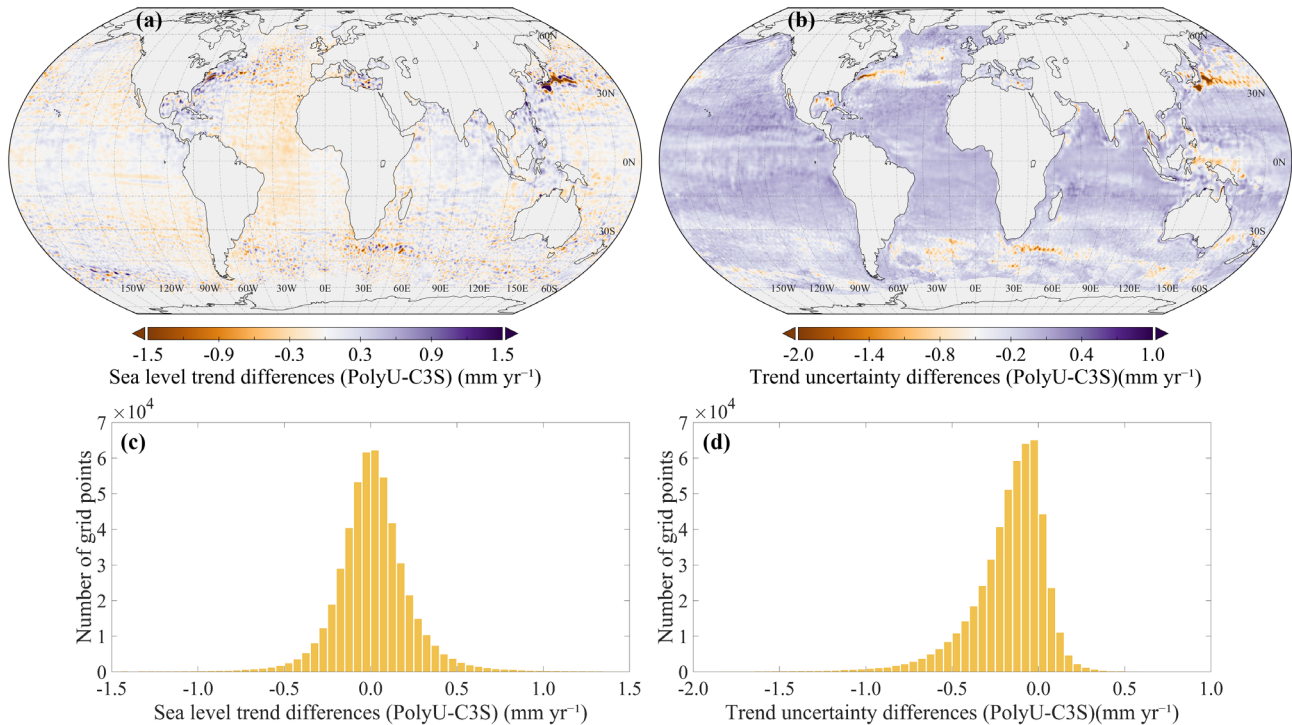 (a)
60N
30N
0N
30S
150W 120W 90W 60W 30W 0E 30E 60E 90E 120E 150E 60S
-1.5 -0.9 -0.3 0.3 0.9 1.5
Sea level trend differences (PolyU-C3S) (mm yr⁻¹)
(b)
60N
30N
0N
30S
150W 120W 90W 60W 30W 0E 30E 60E 90E 120E 150E 60S
-2.0 -1.4 -0.8 -0.2 0.4 1.0
Trend uncertainty differences (PolyU-C3S)(mm yr⁻¹)
×10⁴
(c)
Number of grid points
7
6
5
4
3
2
1
0
-1.5 -1.0 -0.5 0.0 0.5 1.0 1.5
Sea level trend differences (PolyU-C3S) (mm yr⁻¹)
×10⁴
(d)
Number of grid points
7
6
5
4
3
2
1
0
-2.0 -1.5 -1.0 -0.5 0.0 0.5 1.0
Trend uncertainty differences (PolyU-C3S)(mm yr⁻¹)